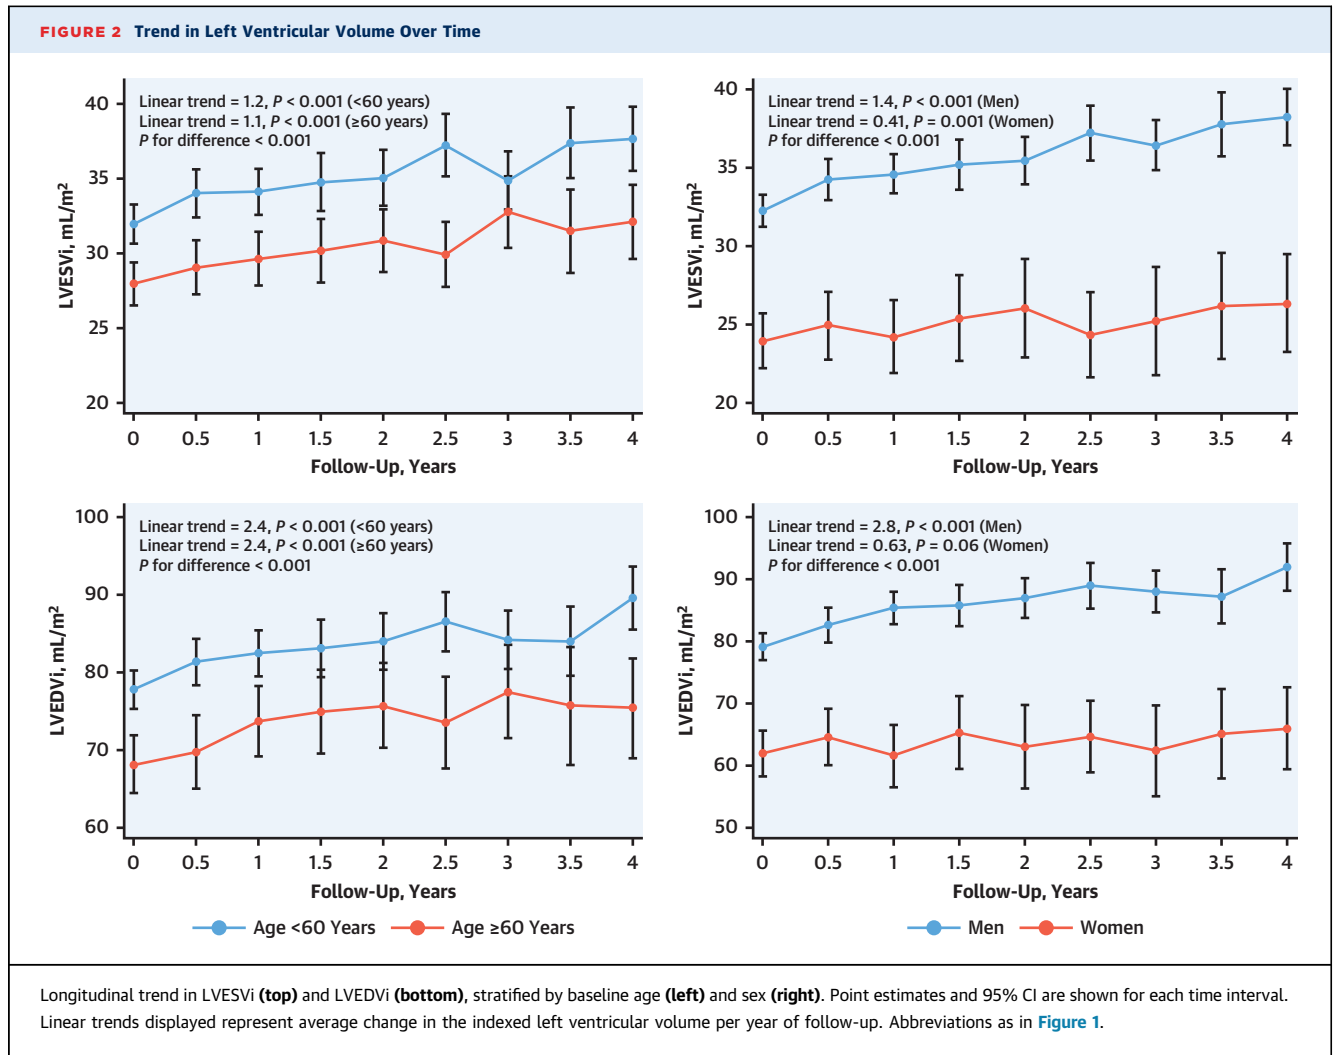 FIGURE 2 Trend in Left Ventricular Volume Over Time
40
35
30
25
20
LVESVi, mL/m²
Linear trend = 1.2, P < 0.001 (<60 years)
Linear trend = 1.1, P < 0.001 (≥60 years)
P for difference < 0.001
0 0.5 1 1.5 2 2.5 3 3.5 4
Follow-Up, Years
40
35
30
25
20
LVESVi, mL/m²
Linear trend = 1.4, P < 0.001 (Men)
Linear trend = 0.41, P = 0.001 (Women)
P for difference < 0.001
0 0.5 1 1.5 2 2.5 3 3.5 4
Follow-Up, Years
100
90
80
70
60
LVEDVi, mL/m²
Linear trend = 2.4, P < 0.001 (<60 years)
Linear trend = 2.4, P < 0.001 (≥60 years)
P for difference < 0.001
0 0.5 1 1.5 2 2.5 3 3.5 4
Follow-Up, Years
Age <60 Years Age ≥60 Years
100
90
80
70
60
50
LVEDVi, mL/m²
Linear trend = 2.8, P < 0.001 (Men)
Linear trend = 0.63, P = 0.06 (Women)
P for difference < 0.001
0 0.5 1 1.5 2 2.5 3 3.5 4
Follow-Up, Years
Men Women
Longitudinal trend in LVESVi (top) and LVEDVi (bottom), stratified by baseline age (left) and sex (right). Point estimates and 95% CI are shown for each time interval.
Linear trends displayed represent average change in the indexed left ventricular volume per year of follow-up. Abbreviations as in Figure 1.